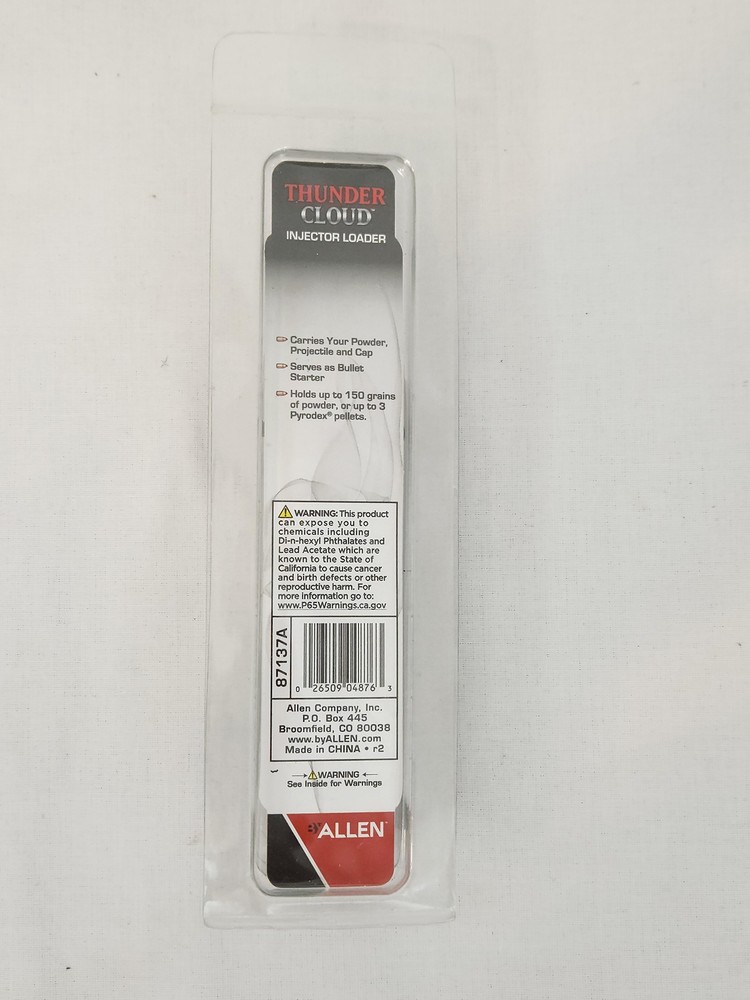 THUNDER
CLOUD™
INJECTOR LOADER
Carries Your Powder,
Projectile and Cap
Serves as Bullet
Starter
Holds up to 150 grains
of powder, or up to 3
Pyrodex® pellets.
WARNING: This product
can expose you to
chemicals including
Di-n-hexyl Phthalates and
Lead Acetate which are
known to the State of
California to cause cancer
and birth defects or other
reproductive harm. For
more information go to:
www.P65Warnings.ca.gov
87137A
0 26509 04876 3
Allen Company, Inc.
P.O. Box 445
Broomfield, CO 80038
www.byALLEN.com
Made in CHINA • r2
WARNING
See Inside for Warnings
BY ALLEN™